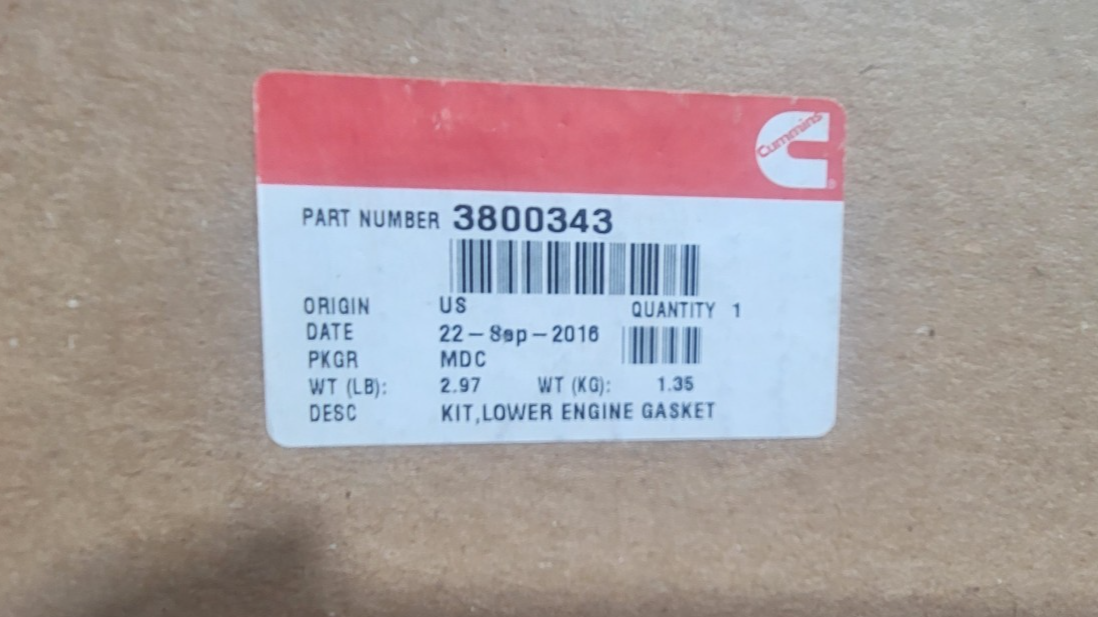 Cummins
PART NUMBER 3800343
ORIGIN US QUANTITY 1
DATE 22-Sep-2016
PKGR MDC
WT (LB): 2.97 WT (KG): 1.35
DESC KIT,LOWER ENGINE GASKET